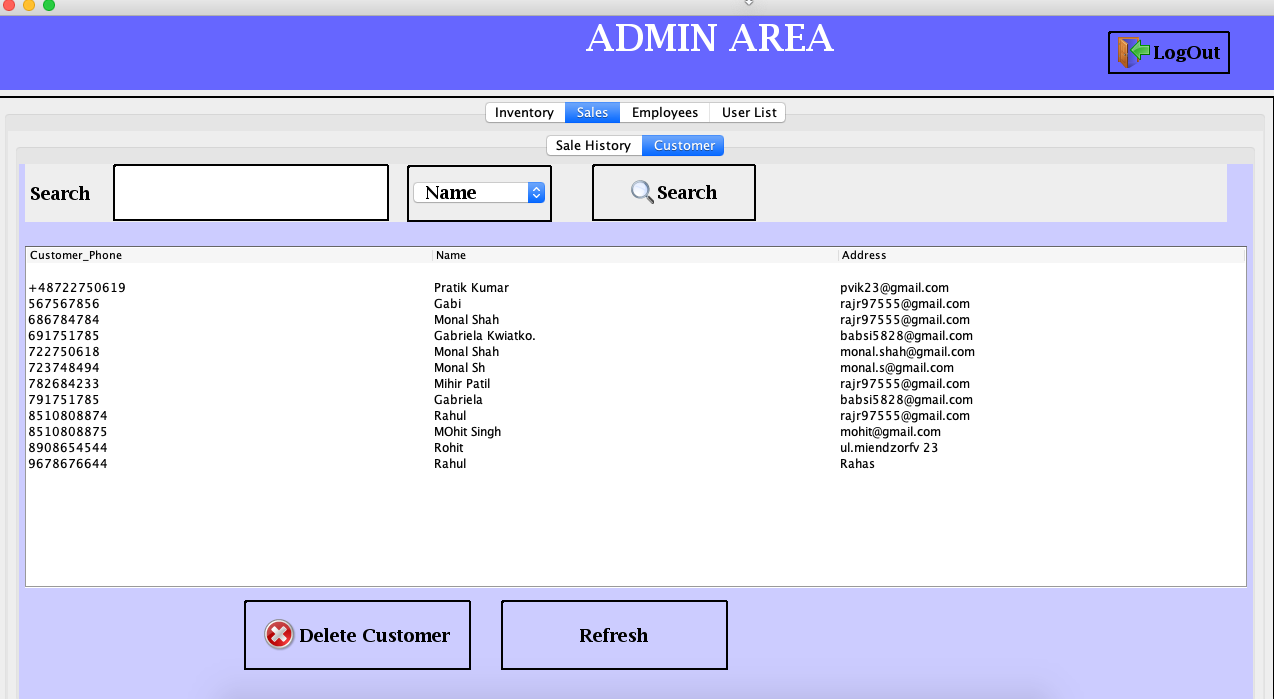 ADMIN AREA
LogOut
Inventory Sales Employees User List
Sale History Customer
Search Name Search
Customer_Phone Name Address
+48722750619 Pratik Kumar pvik23@gmail.com
567567856 Gabi rajr97555@gmail.com
686784784 Monal Shah rajr97555@gmail.com
691751785 Gabriela Kwiatko. babsi5828@gmail.com
722750618 Monal Shah monal.shah@gmail.com
723748494 Monal Sh monal.s@gmail.com
782684233 Mihir Patil rajr97555@gmail.com
791751785 Gabriela babsi5828@gmail.com
8510808874 Rahul rajr97555@gmail.com
8510808875 MOhit Singh mohit@gmail.com
8908654544 Rohit ul.miendzorfv 23
9678676644 Rahul Rahas
Delete Customer Refresh